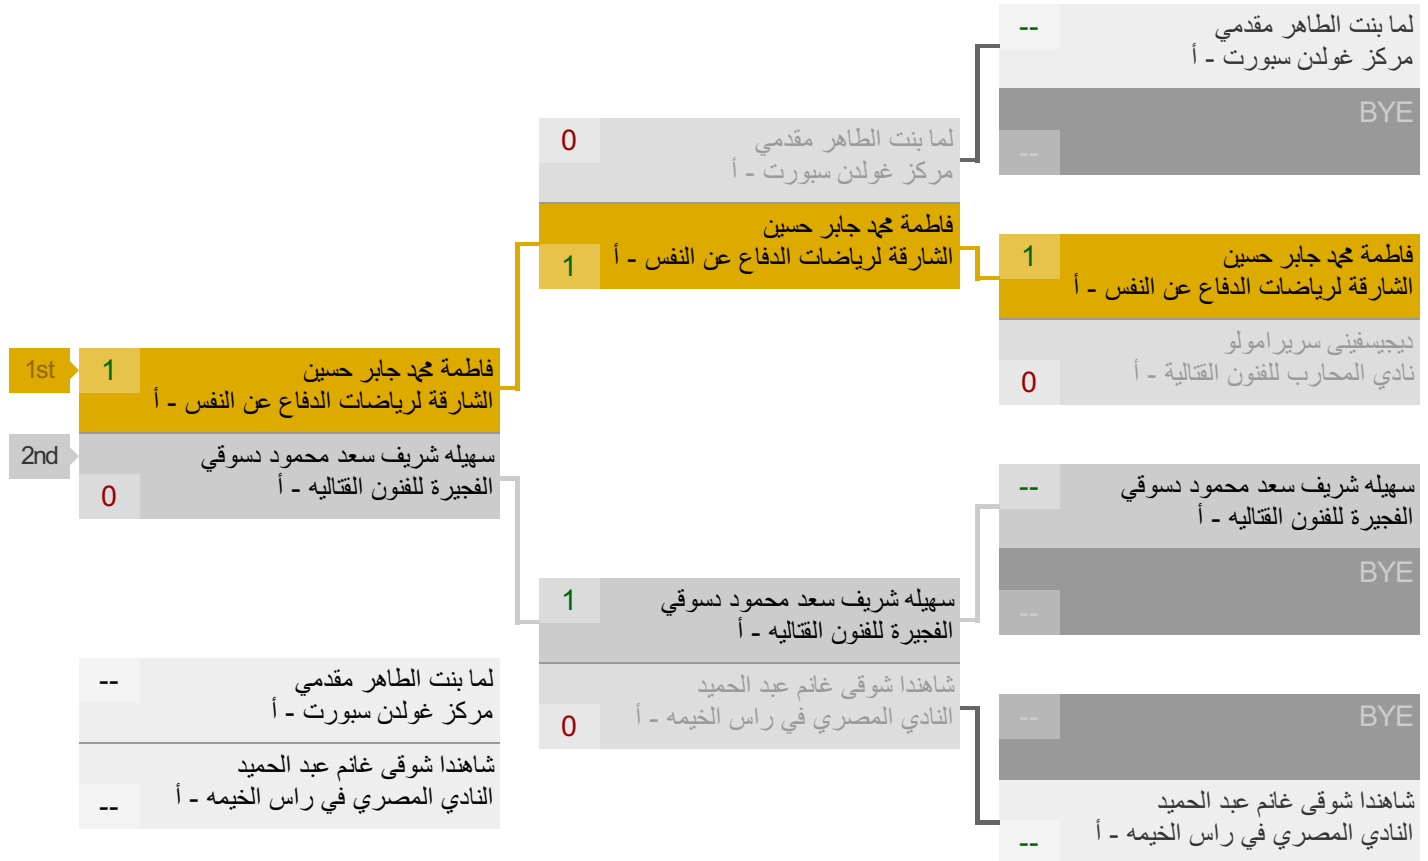 --
لما بنت الطاهر مقدمي
مركز غولدن سبورت - أ
BYE
--
0
لما بنت الطاهر مقدمي
مركز غولدن سبورت - أ
فاطمة محمد جابر حسين
الشارقة لرياضات الدفاع عن النفس - أ
1
1
فاطمة محمد جابر حسين
الشارقة لرياضات الدفاع عن النفس - أ
ديجيسفينى سريرامولو
نادي المحارب للفنون القتالية - أ
0
1st
1
فاطمة محمد جابر حسين
الشارقة لرياضات الدفاع عن النفس - أ
2nd
سهيله شريف سعد محمود دسوقي
الفجيرة للفنون القتاليه - أ
0
--
سهيله شريف سعد محمود دسوقي
الفجيرة للفنون القتاليه - أ
BYE
--
1
سهيله شريف سعد محمود دسوقي
الفجيرة للفنون القتاليه - أ
شاهندا شوقى غانم عبد الحميد
النادي المصري في راس الخيمه - أ
0
--
لما بنت الطاهر مقدمي
مركز غولدن سبورت - أ
شاهندا شوقى غانم عبد الحميد
النادي المصري في راس الخيمه - أ
--
--
BYE
شاهندا شوقى غانم عبد الحميد
النادي المصري في راس الخيمه - أ
--